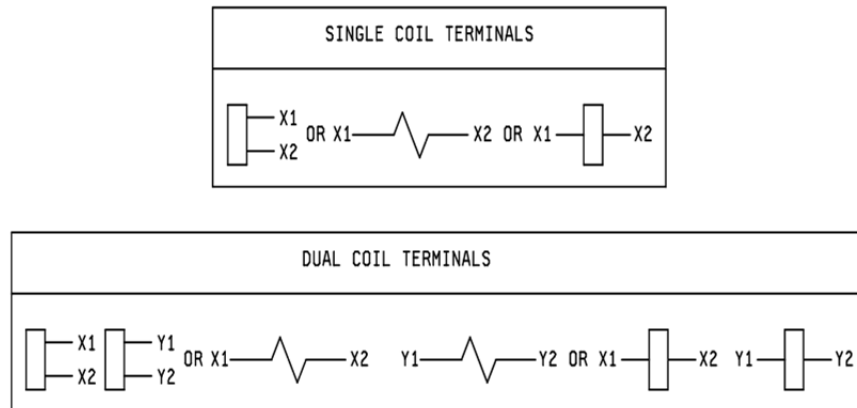 SINGLE COIL TERMINALS
X1
X2
OR X1 X2 OR X1 X2
DUAL COIL TERMINALS
X1 Y1
X2 Y2
OR X1 X2 Y1 Y2 OR X1 X2 Y1 Y2